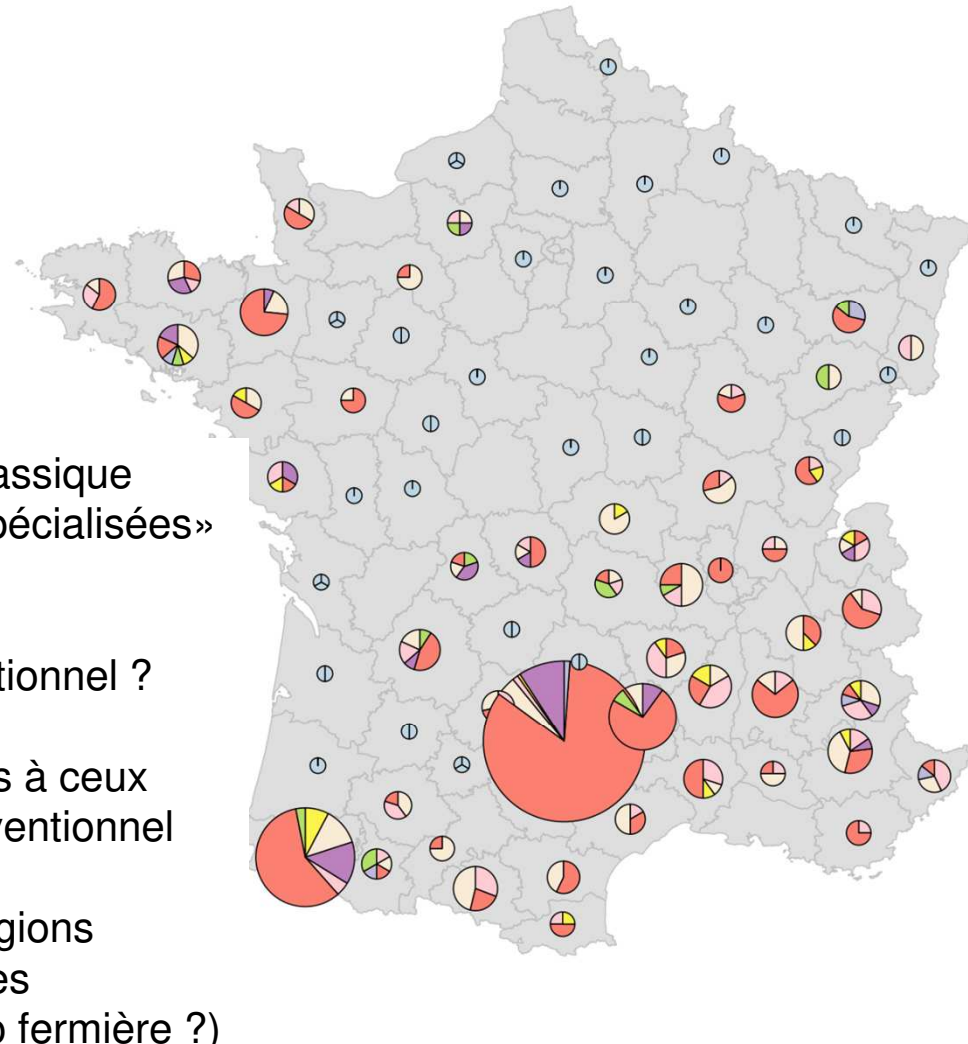 assique
pécialisées»
tionnel ?
s à ceux
ventionnel
gions
es
o fermière ?)